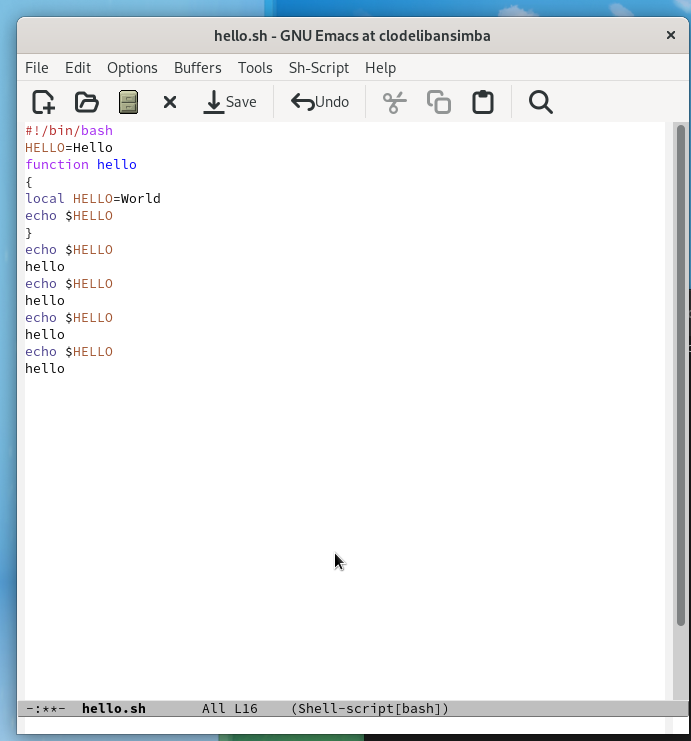 hello.sh - GNU Emacs at clodelibansimba
File Edit Options Buffers Tools Sh-Script Help
Save Undo
#!/bin/bash
HELLO=Hello
function hello
{
local HELLO=World
echo $HELLO
}
echo $HELLO
hello
echo $HELLO
hello
echo $HELLO
hello
echo $HELLO
hello
-:**- hello.sh All L16 (Shell-script[bash])